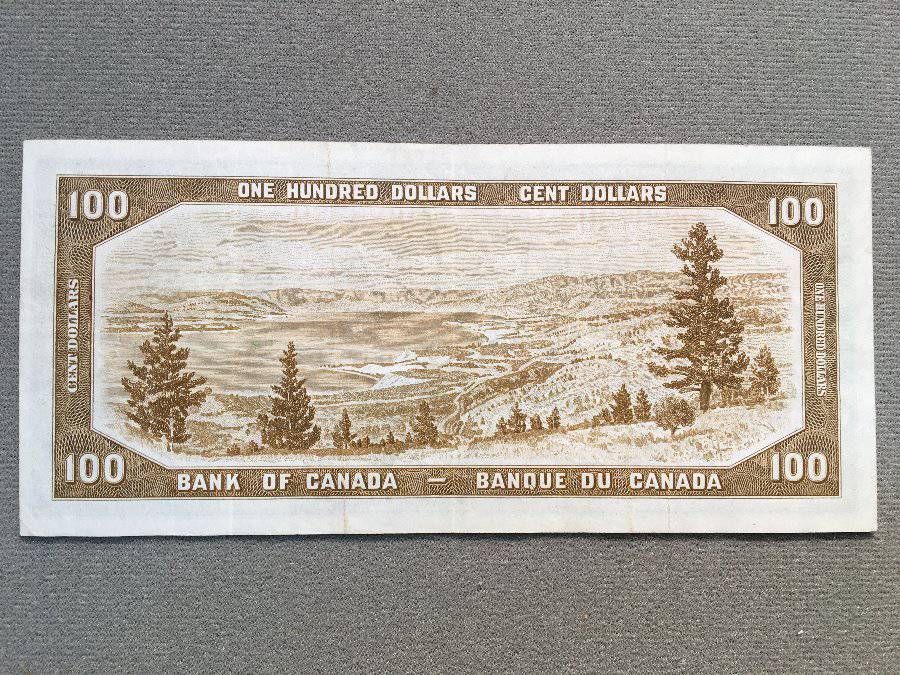 100 ONE HUNDRED DOLLARS CENT DOLLARS 100
CENT DOLLARS
ONE HUNDRED DOLLARS
100 BANK OF CANADA — BANQUE DU CANADA 100